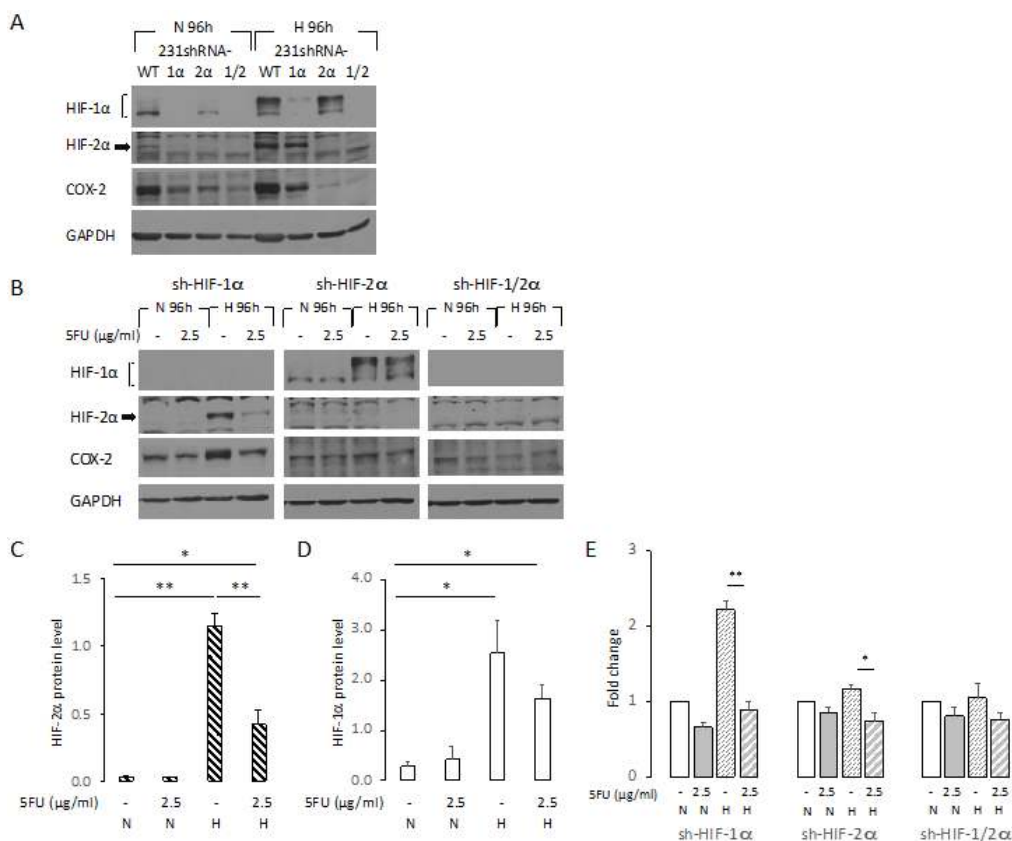 A
N 96h H 96h
231shRNA- 231shRNA-
WT 1α 2α 1/2 WT 1α 2α 1/2
HIF-1α
HIF-2α
COX-2
GAPDH
B
sh-HIF-1α sh-HIF-2α sh-HIF-1/2α
N 96h H 96h N 96h H 96h N 96h H 96h
5FU (μg/ml) - 2.5 - 2.5 - 2.5 - 2.5 - 2.5 - 2.5
HIF-1α
HIF-2α
COX-2
GAPDH
C
*
** **
HIF-2α protein level
1.5
1.0
0.5
0.0
5FU (μg/ml) - 2.5 - 2.5
N N H H
D
*
*
HIF-1α protein level
4.0
3.0
2.0
1.0
0.0
5FU (μg/ml) - 2.5 - 2.5
N N H H
E
Fold change
3
2
1
0
**
*
5FU (μg/ml) - 2.5 - 2.5 - 2.5 - 2.5 - 2.5 - 2.5
N N H H N N H H N N H H
sh-HIF-1α sh-HIF-2α sh-HIF-1/2α